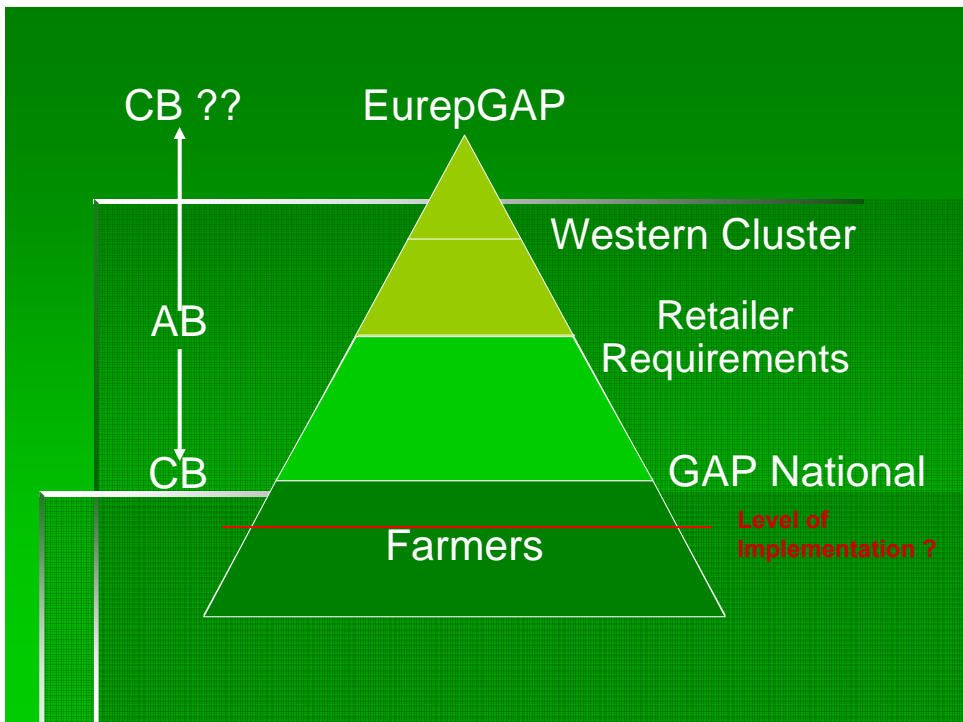 CB ??
EurepGAP
Western Cluster
AB
Retailer
Requirements
CB
GAP National
Level of
Implementation ?
Farmers